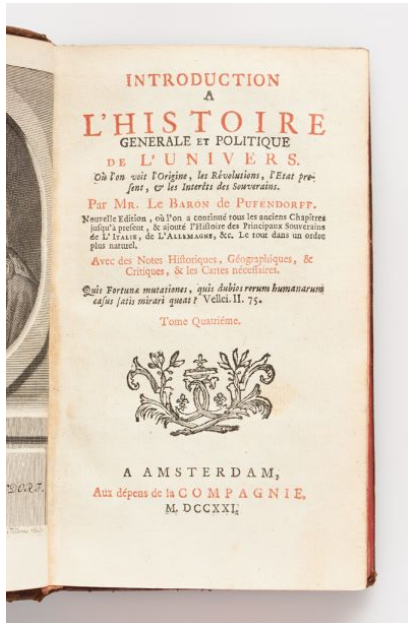 INTRODUCTION
A
L'HISTOIRE
GENERALE ET POLITIQUE
DE L'UNIVERS.
Où l'on voit l'Origine, les Révolutions, l'Etat pre-
sent, & les Interêts des Souverains.
Par Mr. Le Baron de Pufendorff.
Nouvelle Edition, où l'on a continué tous les anciens Chapitres
jusqu'à present, & ajouté l'Histoire des Principaux Souverains
de L'Italie, de L'Allemagne, &c. Le tout dans un ordre
plus naturel.
Avec des Notes Historiques, Géographiques, &
Critiques, & les Cartes nécessaires.
Quis Fortunæ mutationes, quis dubios rerum humanarum
casus satis mirari queat? Vellei. II. 75.
Tome Quatriéme.
A AMSTERDAM,
Aux dépens de la COMPAGNIE,
M. DCCXXI.